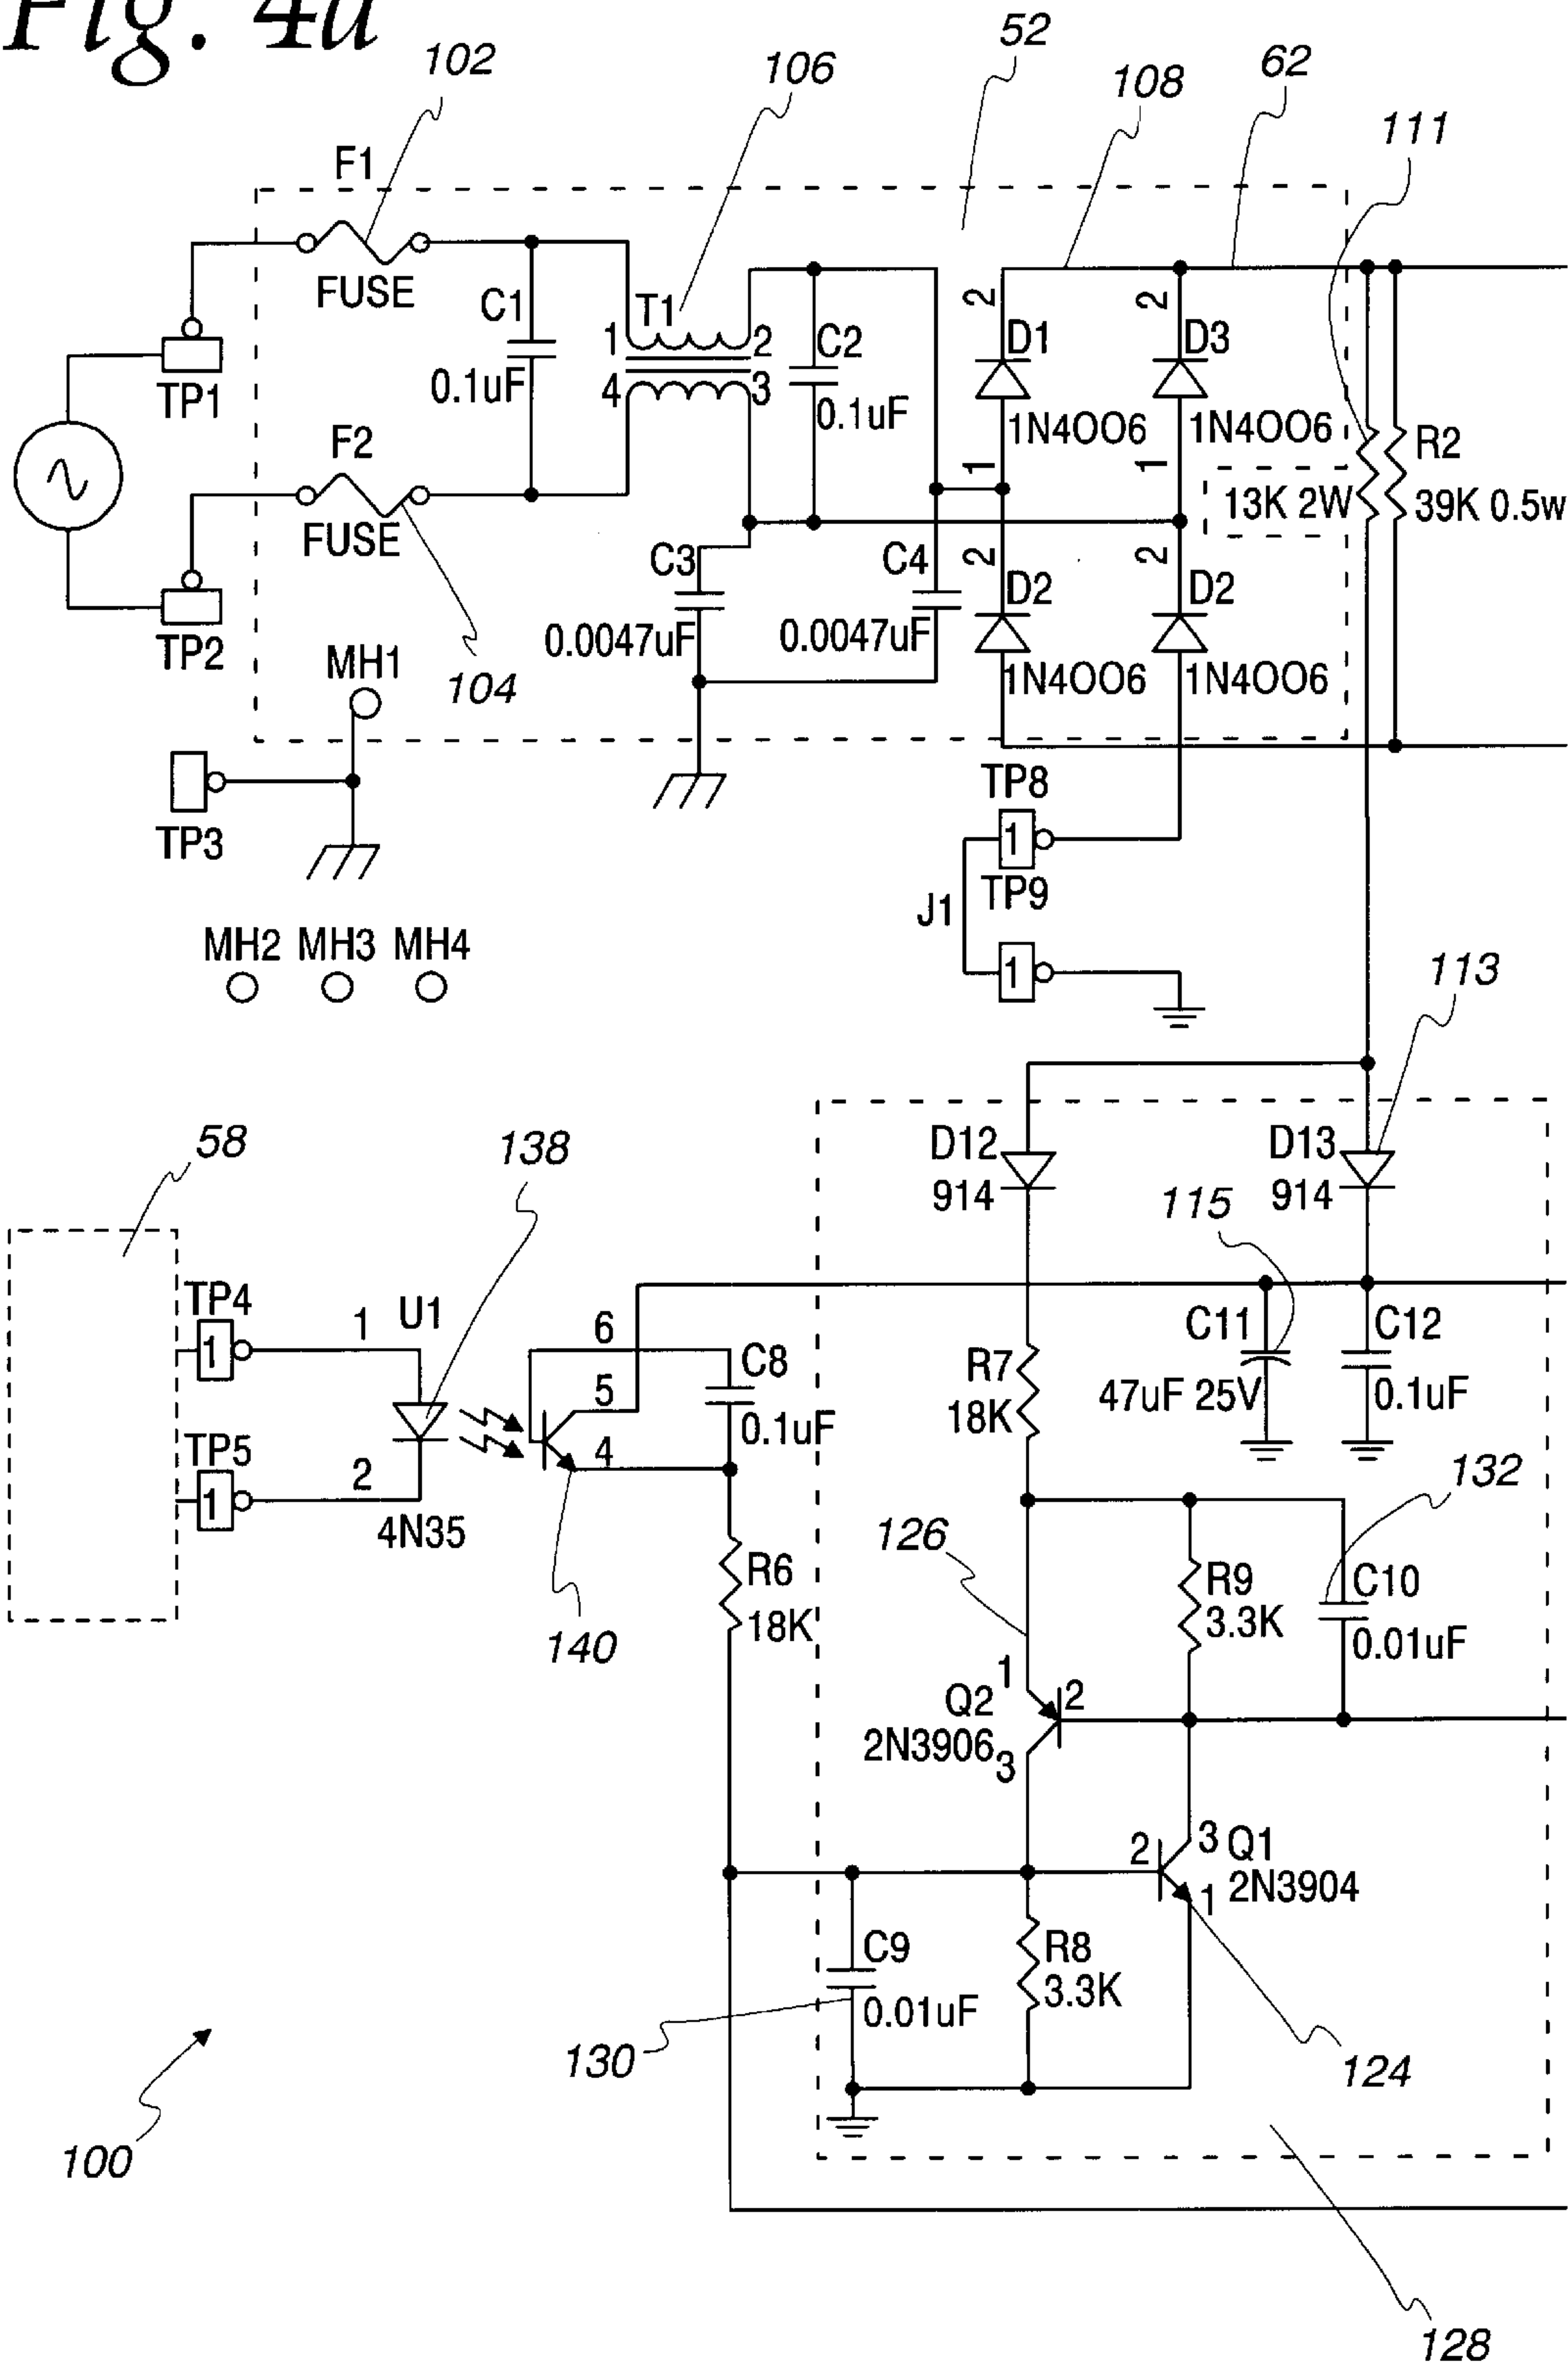 Fig. 4a
102
106
52
108
62
111
F1
FUSE
C1
0.1uF
T1
1
2
4
3
C2
0.1uF
2
D1
1N4OO6
1
2
D3
1N4OO6
1
TP1
F2
FUSE
R2
13K 2W
39K 0.5w
TP2
C3
0.0047uF
C4
0.0047uF
2
D2
1N4OO6
2
D2
1N4OO6
104
MH1
TP3
TP8
1
TP9
J1
1
MH2 MH3 MH4
113
58
138
D12
914
115
D13
914
TP4
1
1
U1
6
5
4
C8
0.1uF
R7
18K
C11
47uF 25V
C12
0.1uF
TP5
1
2
4N35
132
126
R6
18K
R9
3.3K
C10
0.01uF
140
1
Q2
2
2N3906
3
2
3
Q1
1
2N3904
C9
0.01uF
R8
3.3K
130
124
100
128